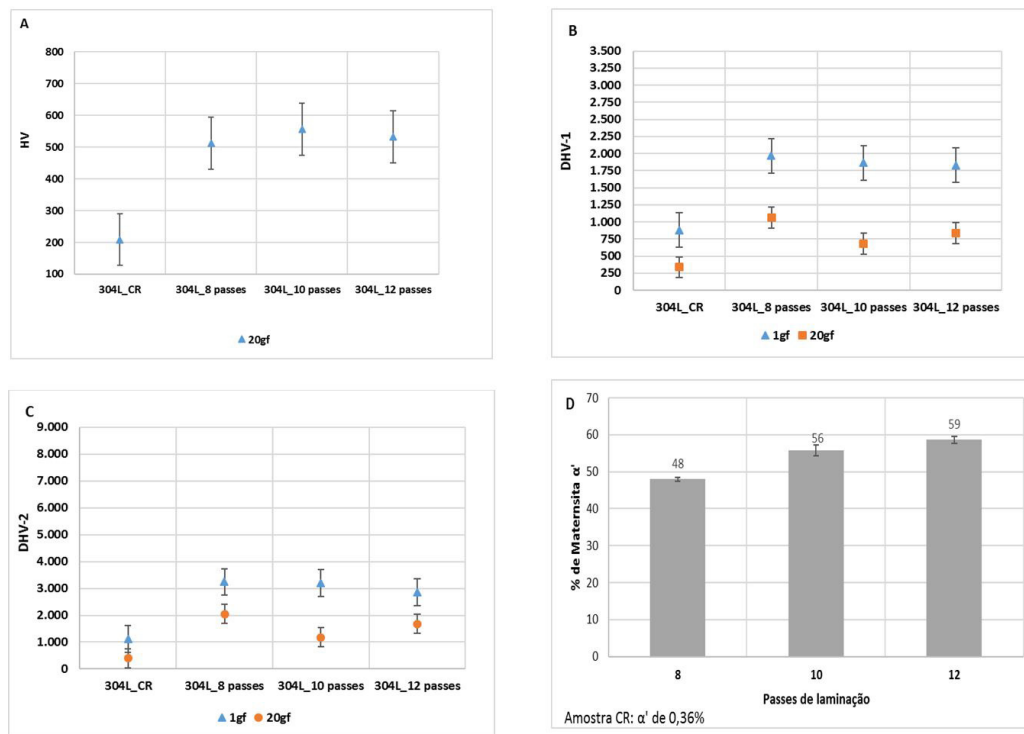 A
800
700
600
500
400
300
200
100
HV
304L_CR 304L_8 passes 304L_10 passes 304L_12 passes
20gf
B
3.500
3.250
3.000
2.750
2.500
2.250
2.000
1.750
1.500
1.250
1.000
750
500
250
0
DHV-1
304L_CR 304L_8 passes 304L_10 passes 304L_12 passes
1gf 20gf
C
9.000
8.000
7.000
6.000
5.000
4.000
3.000
2.000
1.000
0
DHV-2
304L_CR 304L_8 passes 304L_10 passes 304L_12 passes
1gf 20gf
D
70
60
50
40
30
20
10
0
% de Maternsita α'
48
56
59
8 10 12
Passes de laminação
Amostra CR: α' de 0,36%